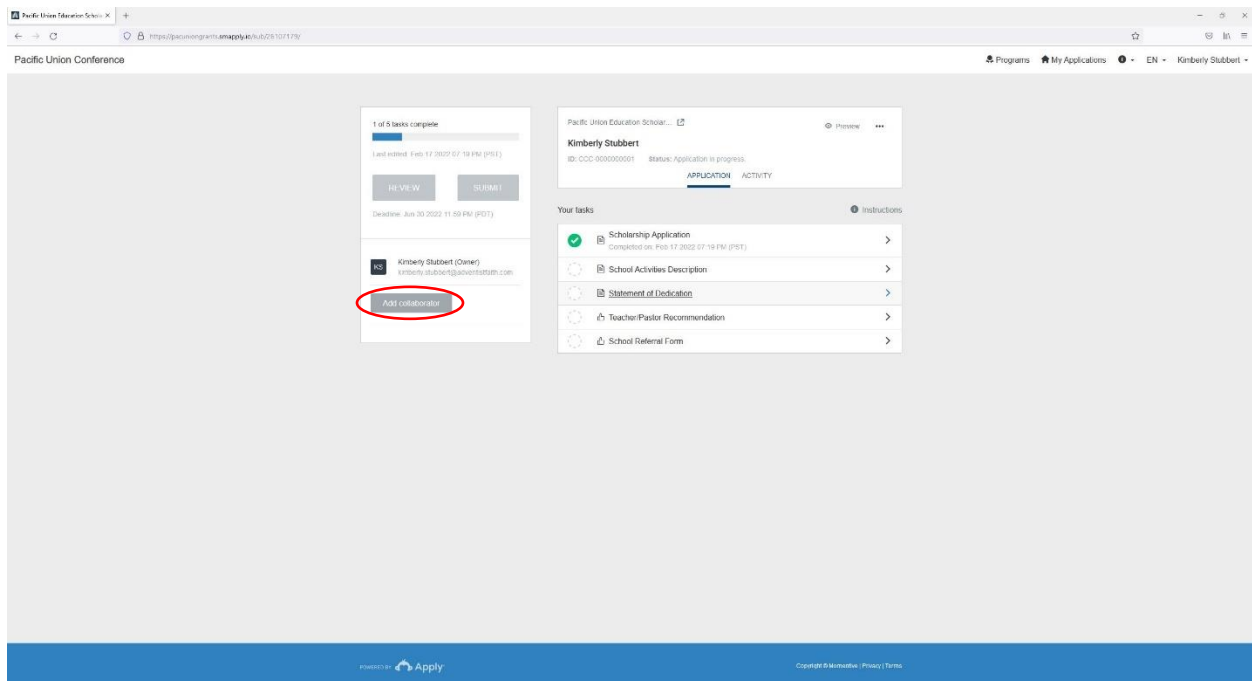 Pacific Union Education Schola
https://pacunongrants.smapply.io/sub/29107179/
Pacific Union Conference
Programs
My Applications
EN
Kimberly Stubbert
1 of 5 tasks complete
Last edited: Feb 17 2022 07:19 PM (PST)
REVIEW
SUBMIT
Deadline: Jun 30 2022 11:59 PM (PDT)
KS
Kimberly Stubbert (Owner)
kimberly.stubbert@adventistfaith.com
Add collaborator
Pacific Union Education Scholar...
Preview
Kimberly Stubbert
ID: CCC-0000000001 Status: Application in progress.
APPLICATION
ACTIVITY
Your tasks
Instructions
Scholarship Application
Completed on: Feb 17 2022 07:19 PM (PST)
School Activities Description
Statement of Dedication
Teacher/Pastor Recommendation
School Referral Form
POWERED BY Apply
Copyright © Momentive | Privacy | Terms